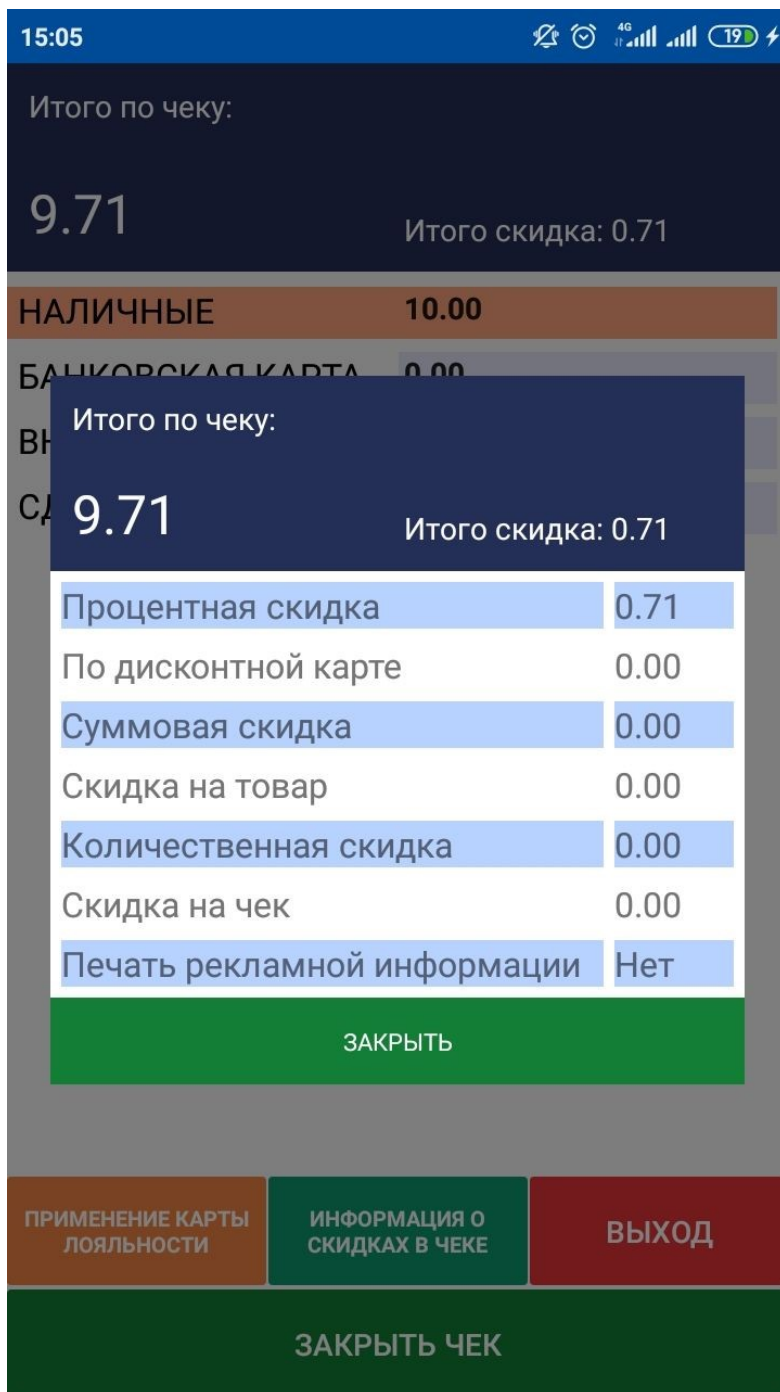 15:05
4G
19
Итого по чеку:
9.71
Итого скидка: 0.71
НАЛИЧНЫЕ 10.00
Итого по чеку:
9.71
Итого скидка: 0.71
Процентная скидка 0.71
По дисконтной карте 0.00
Суммовая скидка 0.00
Скидка на товар 0.00
Количественная скидка 0.00
Скидка на чек 0.00
Печать рекламной информации Нет
ЗАКРЫТЬ
ПРИМЕНЕНИЕ КАРТЫ
ЛОЯЛЬНОСТИ
ИНФОРМАЦИЯ О
СКИДКАХ В ЧЕКЕ
ВЫХОД
ЗАКРЫТЬ ЧЕК